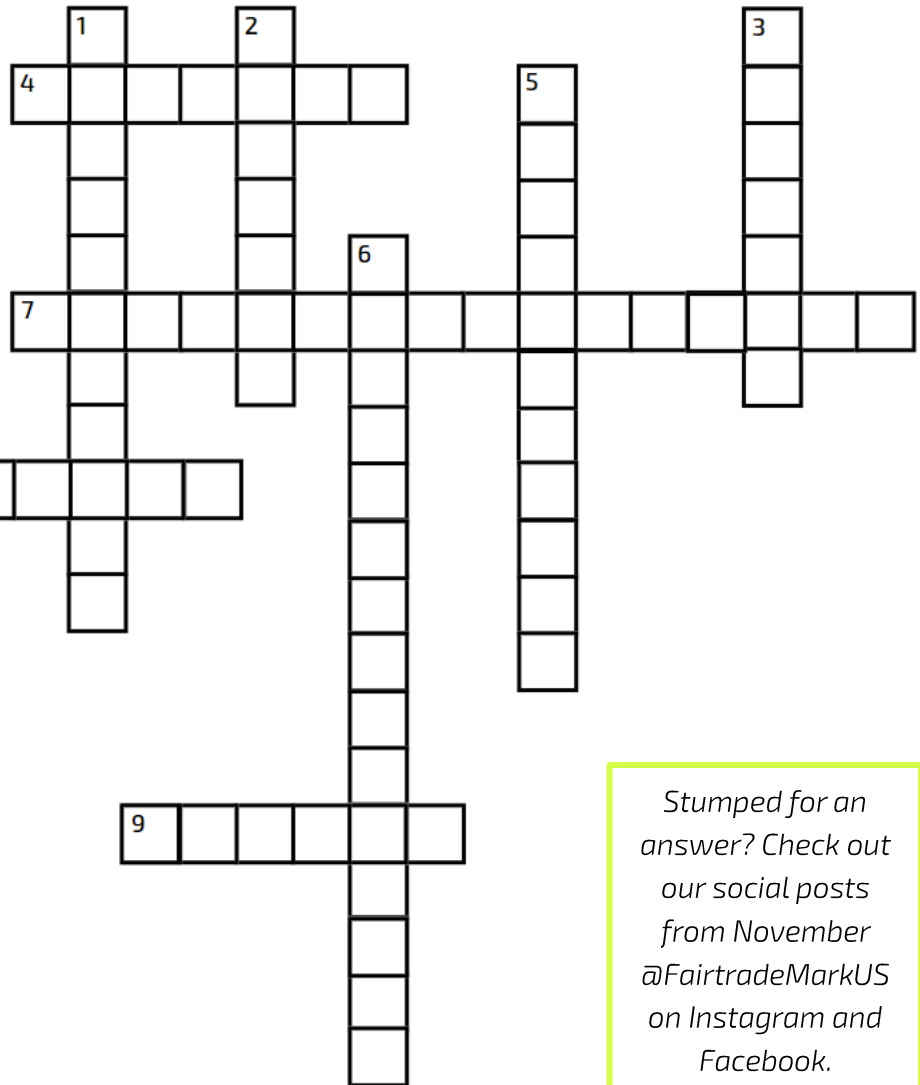 1
2
3
4
5
6
7
9
Stumped for an
answer? Check out
our social posts
from November
@FairtradeMarkUS
on Instagram and
Facebook.